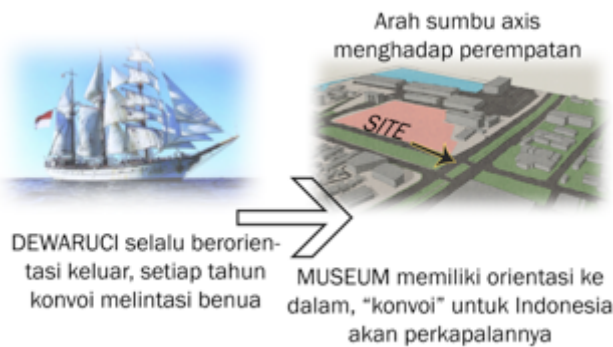 Arah sumbu axis
menghadap perempatan
SITE
DEWARUCI selalu berorien-
tasi keluar, setiap tahun
konvoi melintasi benua
MUSEUM memiliki orientasi ke
dalam, “konvoi” untuk Indonesia
akan perkapalannya